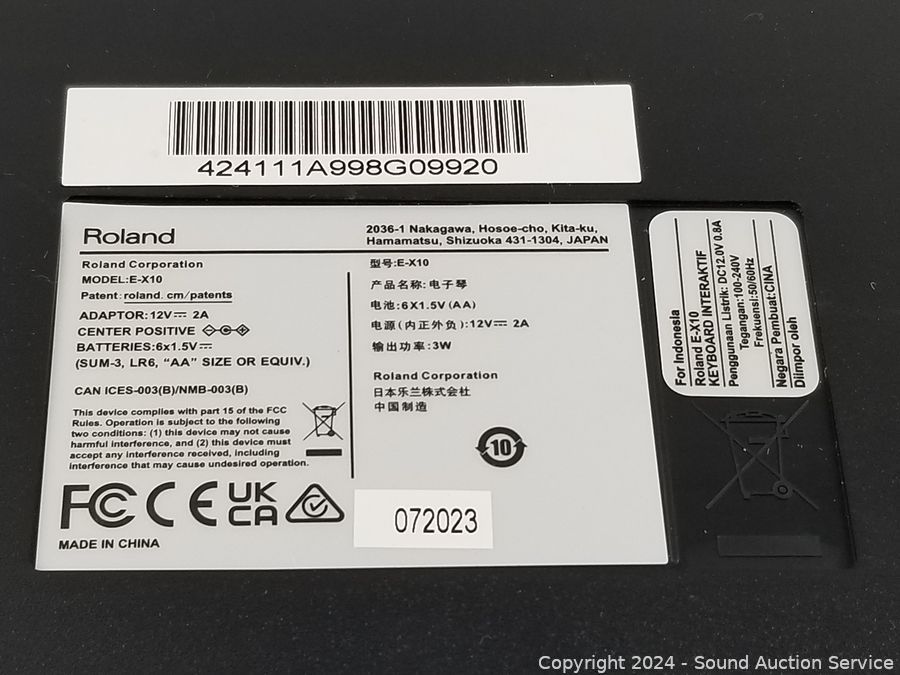 424111A998G09920
Roland
2036-1 Nakagawa, Hosoe-cho, Kita-ku,
Hamamatsu, Shizuoka 431-1304, JAPAN
Roland Corporation
MODEL:E-X10
Patent: roland. cm/patents
ADAPTOR:12V⎓ 2A
CENTER POSITIVE
BATTERIES:6x1.5V⎓
(SUM-3, LR6, “AA” SIZE OR EQUIV.)
CAN ICES-003(B)/NMB-003(B)
This device complies with part 15 of the FCC
Rules. Operation is subject to the following
two conditions: (1) this device may not cause
harmful interference, and (2) this device must
accept any interference received, including
interference that may cause undesired operation.
FCC CE UK
CA
MADE IN CHINA
型号:E-X10
产品名称: 电子琴
电池:6X1.5V(AA)
电源(内正外负):12V⎓ 2A
输出功率:3W
Roland Corporation
日本乐兰株式会社
中国制造
10
072023
For Indonesia
Roland E-X10
KEYBOARD INTERAKTIF
Penggunaan Listrik: DC12.0V 0.8A
Tegangan:100-240V
Frekuensi:50/60Hz
Negara Pembuat:CINA
Diimpor oleh
Copyright © 2024 - Sound Auction Service